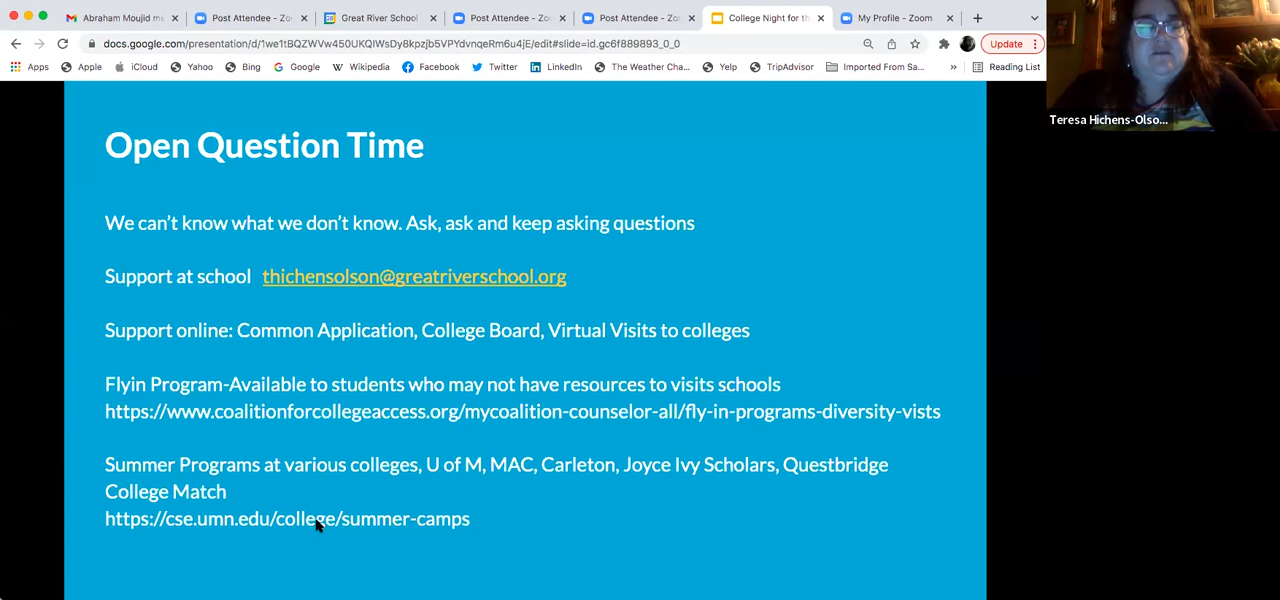 Abraham Moujid m
Post Attendee - Zo
Great River School
Post Attendee - Zo
Post Attendee - Zo
College Night for th
My Profile - Zoom
docs.google.com/presentation/d/1we1tBQZWVw450UKQIWsDy8kpzjb5VPYdvnqeRm6u4jE/edit#slide=id.gc6f889893_0_0
Update
Apps
Apple
iCloud
Yahoo
Bing
Google
Wikipedia
Facebook
Twitter
LinkedIn
The Weather Cha...
Yelp
TripAdvisor
Imported From Sa...
Reading List
Teresa Hichens-Olso...
Open Question Time
We can't know what we don't know. Ask, ask and keep asking questions
Support at school thichensolson@greatriverschool.org
Support online: Common Application, College Board, Virtual Visits to colleges
Flyin Program-Available to students who may not have resources to visits schools
https://www.coalitionforcollegeaccess.org/mycoalition-counselor-all/fly-in-programs-diversity-vists
Summer Programs at various colleges, U of M, MAC, Carleton, Joyce Ivy Scholars, Questbridge
College Match
https://cse.umn.edu/college/summer-camps